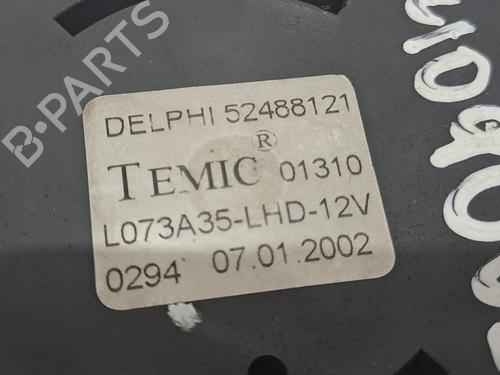 B-PARTS
DELPHI 52488121
TEMIC® 01310
L073A35-LHD-12V
0294 07.01.2002